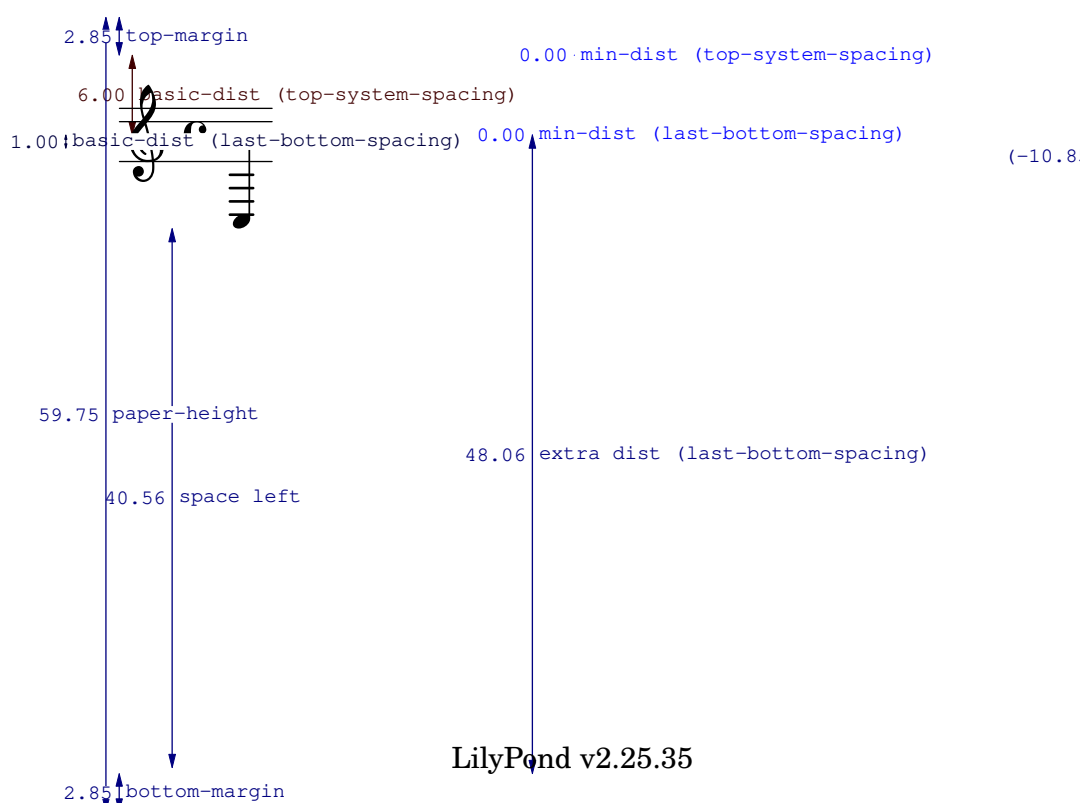 2.85 top-margin
0.00 min-dist (top-system-spacing)
6.00 basic-dist (top-system-spacing)
0.00 min-dist (last-bottom-spacing)
1.00 basic-dist (last-bottom-spacing)
(-10.85
59.75 paper-height
48.06 extra dist (last-bottom-spacing)
40.56 space left
LilyPond v2.25.35
2.85 bottom-margin